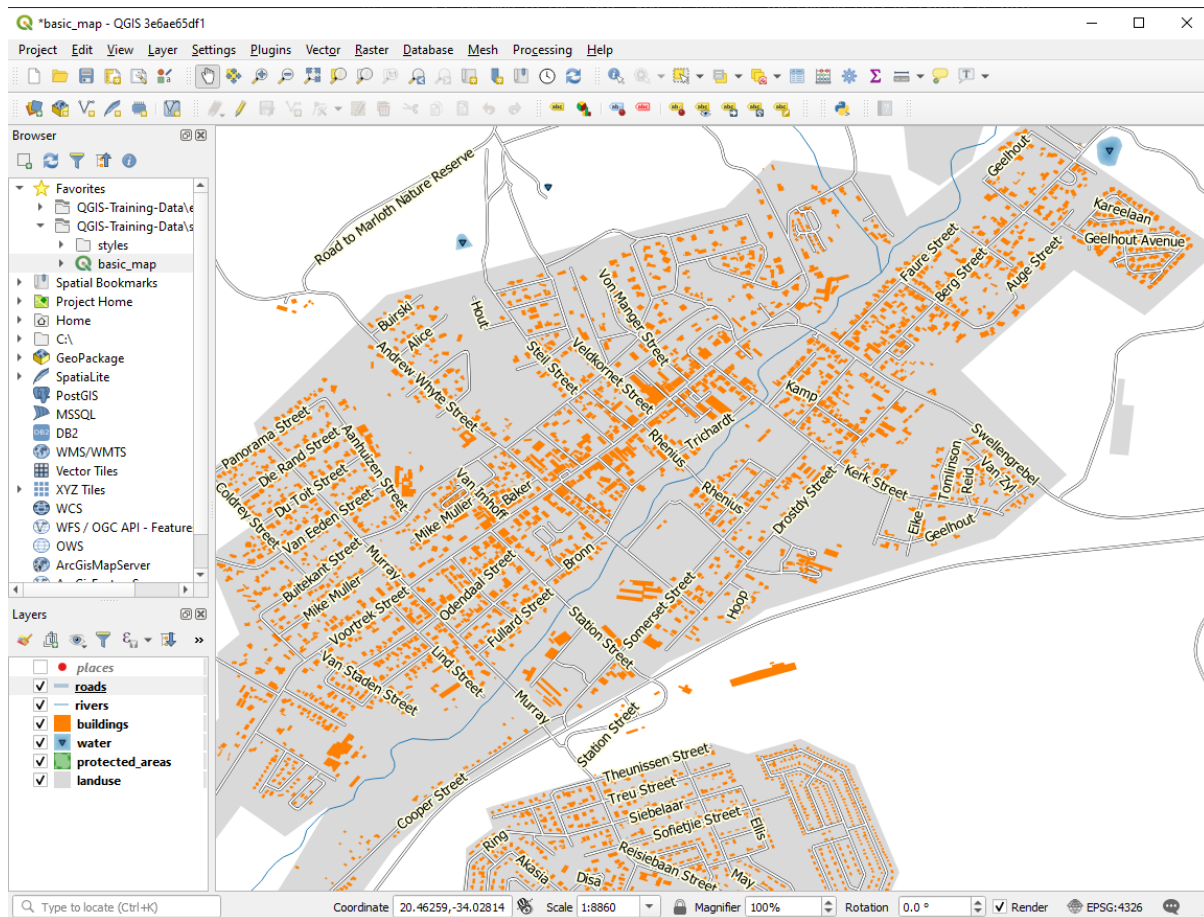 *basic_map - QGIS 3e6ae65df1
Project Edit View Layer Settings Plugins Vector Raster Database Mesh Processing Help
Browser
Favorites
QGIS-Training-Data\e
QGIS-Training-Data\s
styles
basic_map
Spatial Bookmarks
Project Home
Home
C:\
GeoPackage
SpatiaLite
PostGIS
MSSQL
DB2
WMS/WMTS
Vector Tiles
XYZ Tiles
WCS
WFS / OGC API - Feature
OWS
ArcGisMapServer
Layers
places
roads
rivers
buildings
water
protected_areas
landuse
Road to Marloth Nature Reserve
Geelhout
Kareelaan
Geelhout Avenue
Faure Street
Berg Street
Auge Street
Von Manger Street
Buirski
Alice
Hout
Steil Street
Veldkornet Street
Andrew Whyte Street
Kamp
Panorama Street
Die Rand Street
Aanhuizen Street
Du Toit Street
Coldrey Street
Van Eeden Street
Rhenius
Trichardt
Van Imhoff
Baker
Mike Muller
Rhenius
Kerk Street
Drostdy Street
Swellengrebel
Tomlinson
Reid
Van Zyl
Eike
Geelhout
Buitekant Street
Murray
Mike Muller
Bronn
Odendaal Street
Voortrek Street
Fullard Street
Station Street
Somerset Street
Hoop
Van Staden Street
Lind Street
Murray
Station Street
Cooper Street
Theunissen Street
Treu Street
Siebelaar
Sofietjie Street
Ellis
Ring
Reisiebaan Street
Akasia
Disa
May
Type to locate (Ctrl+K)
Coordinate 20.46259,-34.02814 Scale 1:8860 Magnifier 100% Rotation 0.0 ° Render EPSG:4326